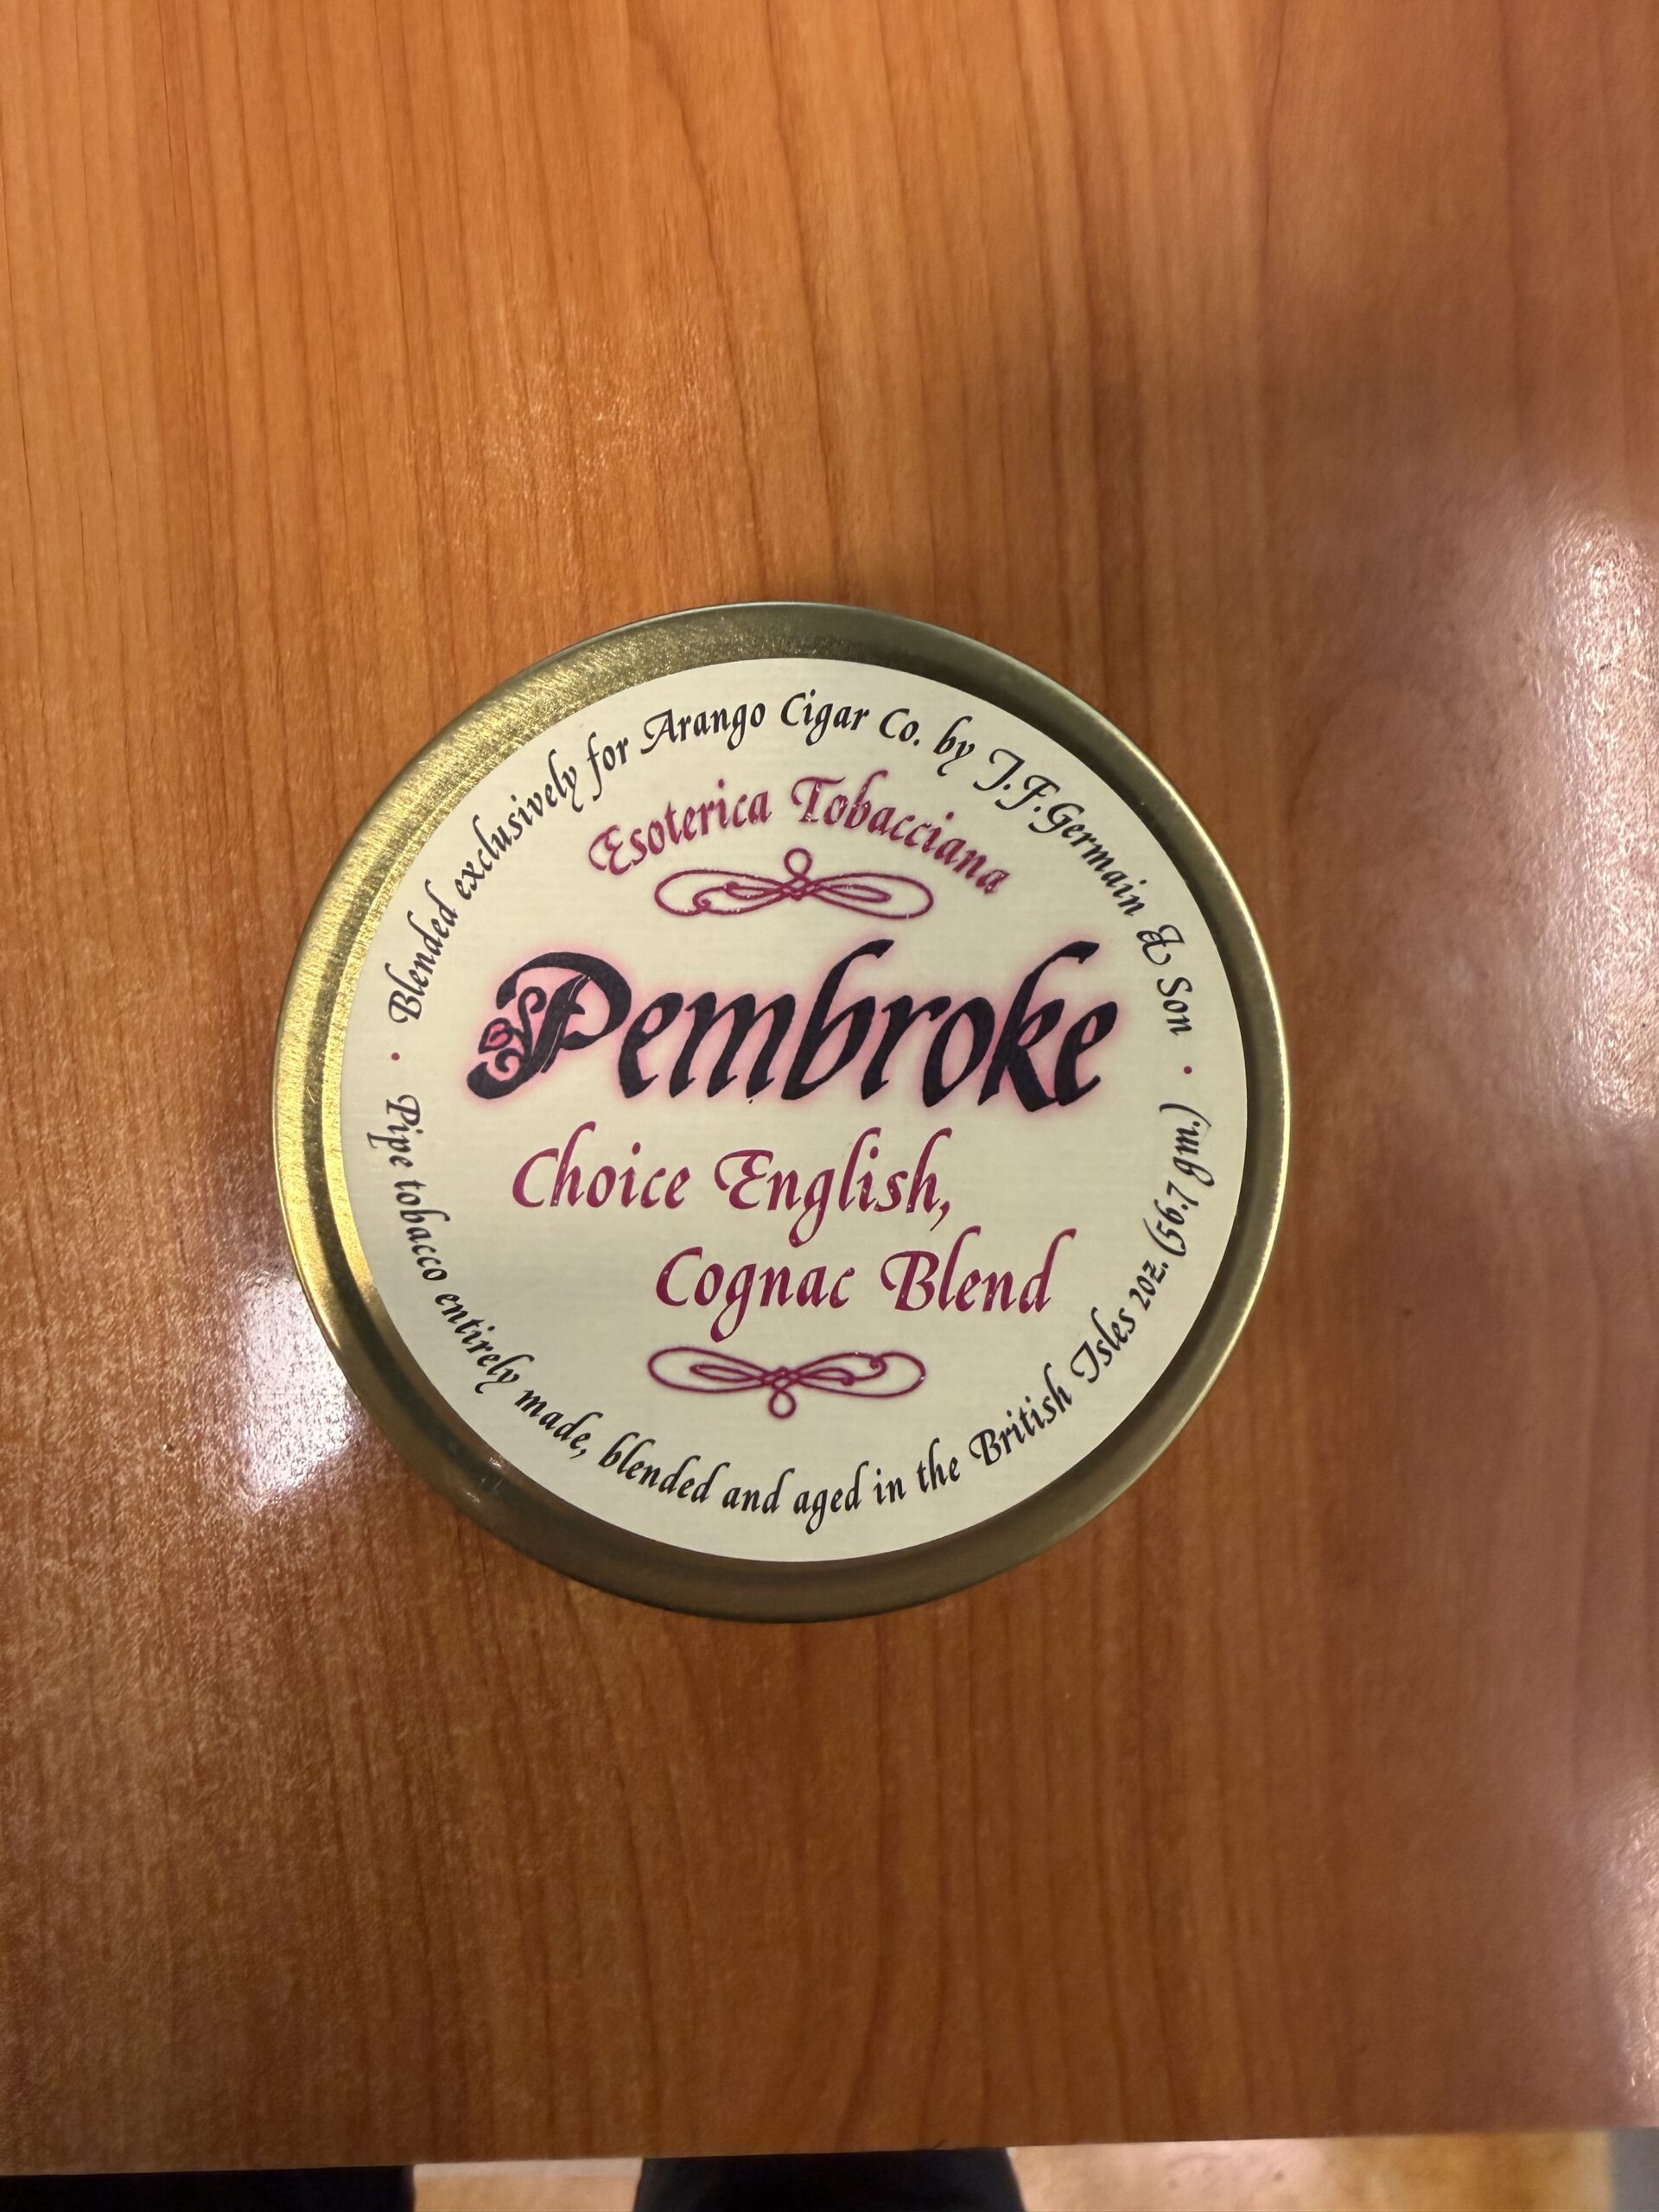 Blended exclusively for Arango Cigar Co. by J.F.Germain & Son
Esoterica Tobacciana
Pembroke
Choice English,
Cognac Blend
Pipe tobacco entirely made, blended and aged in the British Isles 2oz. (56.7 gm.)